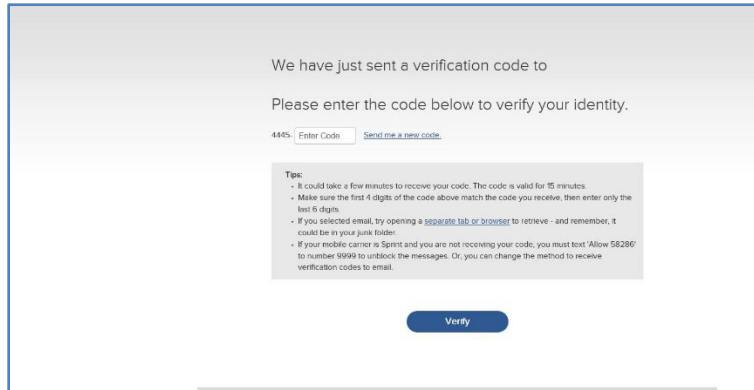 We have just sent a verification code to
Please enter the code below to verify your identity.
4445- Enter Code Send me a new code.
Tips:
• It could take a few minutes to receive your code. The code is valid for 15 minutes.
• Make sure the first 4 digits of the code above match the code you receive, then enter only the
last 6 digits.
• If you selected email, try opening a separate tab or browser to retrieve - and remember, it
could be in your junk folder.
• If your mobile carrier is Sprint and you are not receiving your code, you must text 'Allow 58286'
to number 9999 to unblock the messages. Or, you can change the method to receive
verification codes to email.
Verify